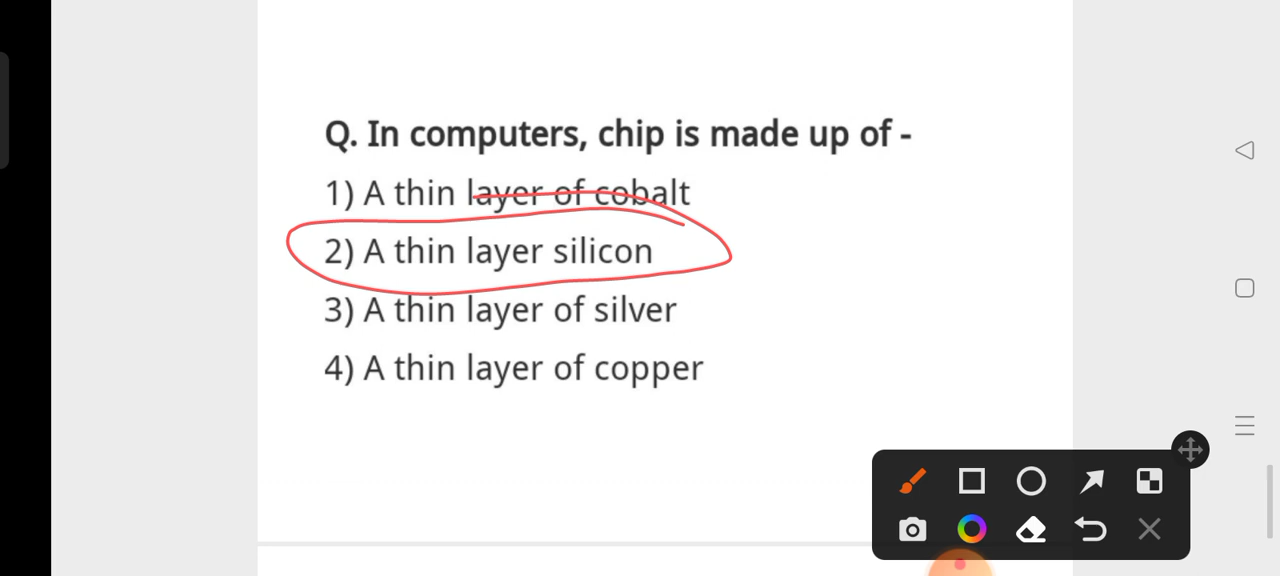 Q. In computers, chip is made up of -
1) A thin layer of cobalt
2) A thin layer silicon
3) A thin layer of silver
4) A thin layer of copper